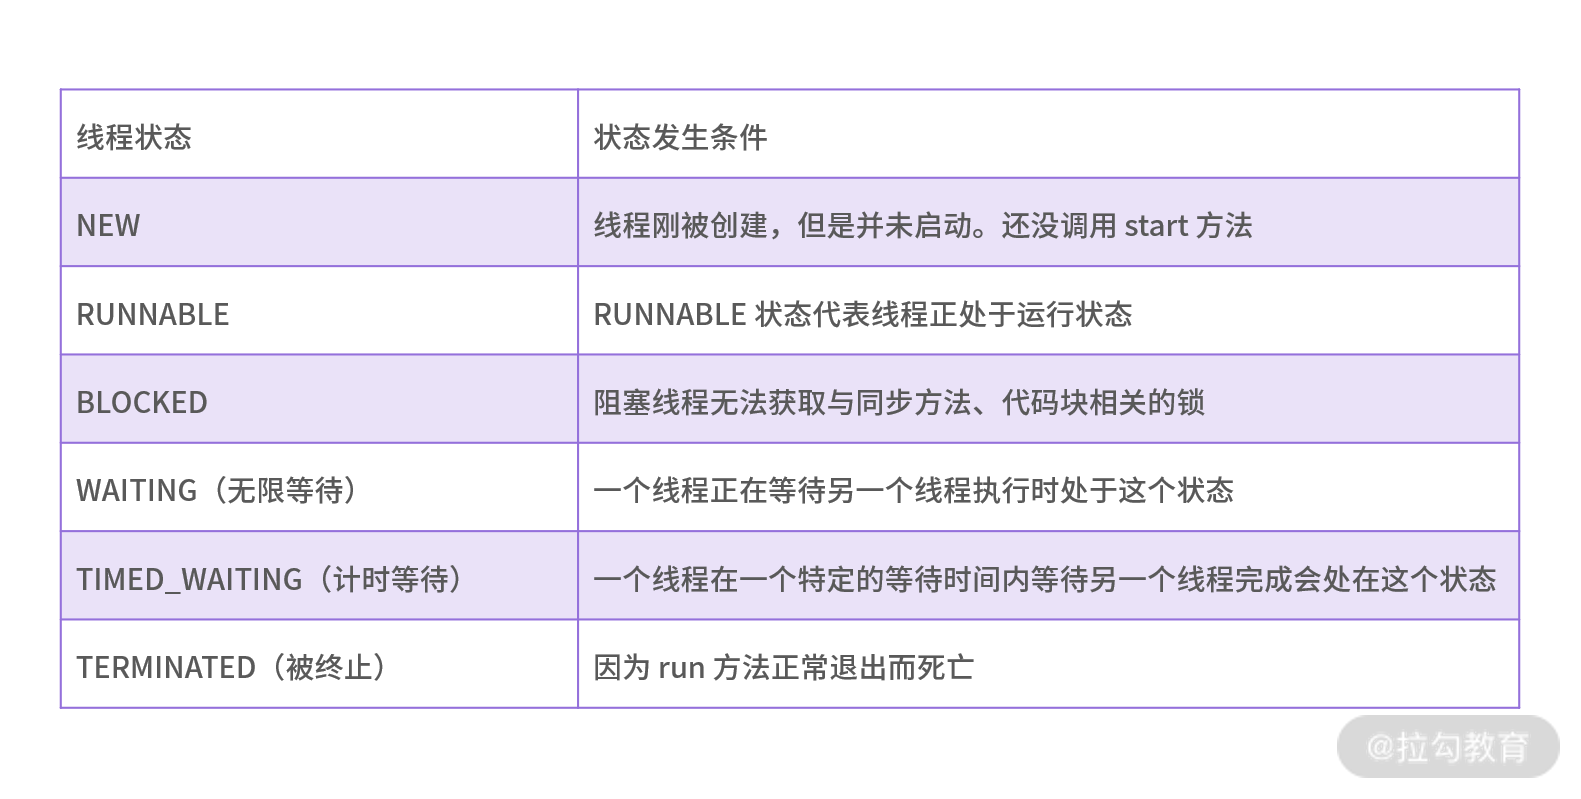 线程状态
状态发生条件
NEW
线程刚被创建，但是并未启动。还没调用 start 方法
RUNNABLE
RUNNABLE 状态代表线程正处于运行状态
BLOCKED
阻塞线程无法获取与同步方法、代码块相关的锁
WAITING（无限等待）
一个线程正在等待另一个线程执行时处于这个状态
TIMED_WAITING（计时等待）
一个线程在一个特定的等待时间内等待另一个线程完成会处在这个状态
TERMINATED（被终止）
因为 run 方法正常退出而死亡
@拉勾教育